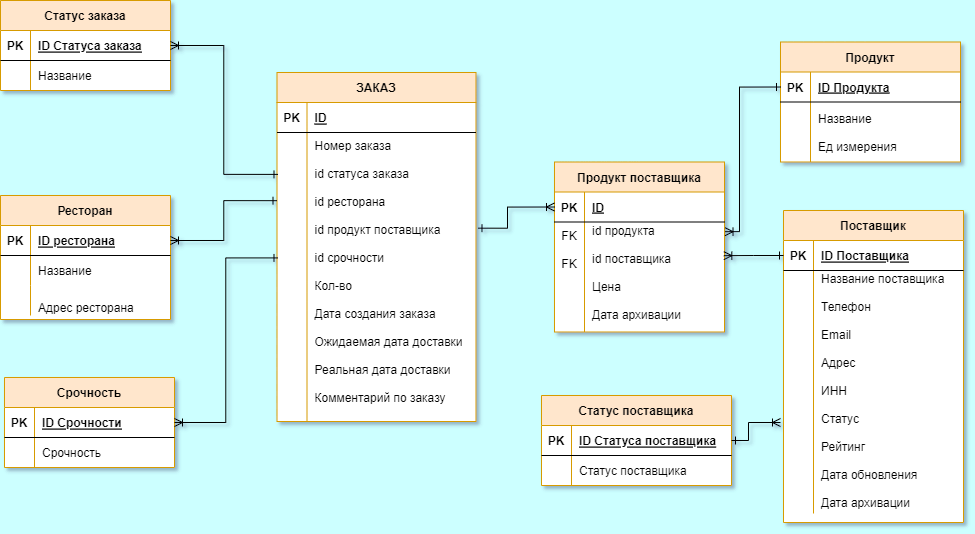 Статус заказа
PK ID Статуса заказа
Название
Ресторан
PK ID ресторана
Название
Адрес ресторана
Срочность
PK ID Срочности
Срочность
ЗАКАЗ
PK ID
Номер заказа
id статуса заказа
id ресторана
id продукт поставщика
id срочности
Кол-во
Дата создания заказа
Ожидаемая дата доставки
Реальная дата доставки
Комментарий по заказу
Продукт поставщика
PK ID
FK id продукта
FK id поставщика
Цена
Дата архивации
Статус поставщика
PK ID Статуса поставщика
Статус поставщика
Продукт
PK ID Продукта
Название
Ед измерения
Поставщик
PK ID Поставщика
Название поставщика
Телефон
Email
Адрес
ИНН
Статус
Рейтинг
Дата обновления
Дата архивации